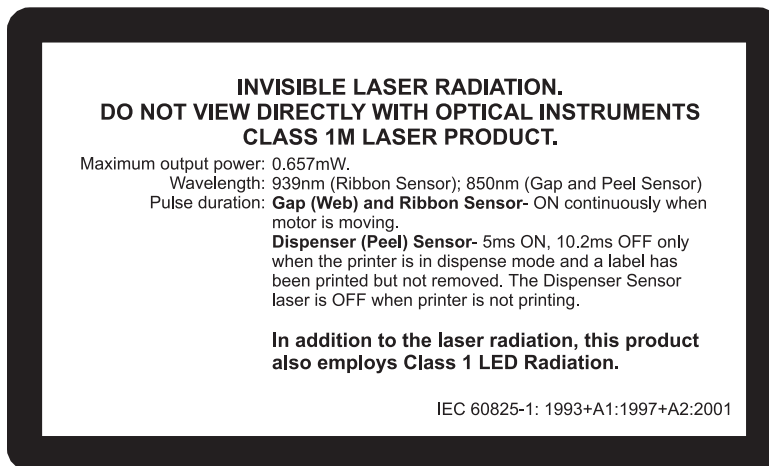 INVISIBLE LASER RADIATION.
DO NOT VIEW DIRECTLY WITH OPTICAL INSTRUMENTS
CLASS 1M LASER PRODUCT.
Maximum output power: 0.657mW.
Wavelength: 939nm (Ribbon Sensor); 850nm (Gap and Peel Sensor)
Pulse duration: Gap (Web) and Ribbon Sensor- ON continuously when
motor is moving.
Dispenser (Peel) Sensor- 5ms ON, 10.2ms OFF only
when the printer is in dispense mode and a label has
been printed but not removed. The Dispenser Sensor
laser is OFF when printer is not printing.
In addition to the laser radiation, this product
also employs Class 1 LED Radiation.
IEC 60825-1: 1993+A1:1997+A2:2001